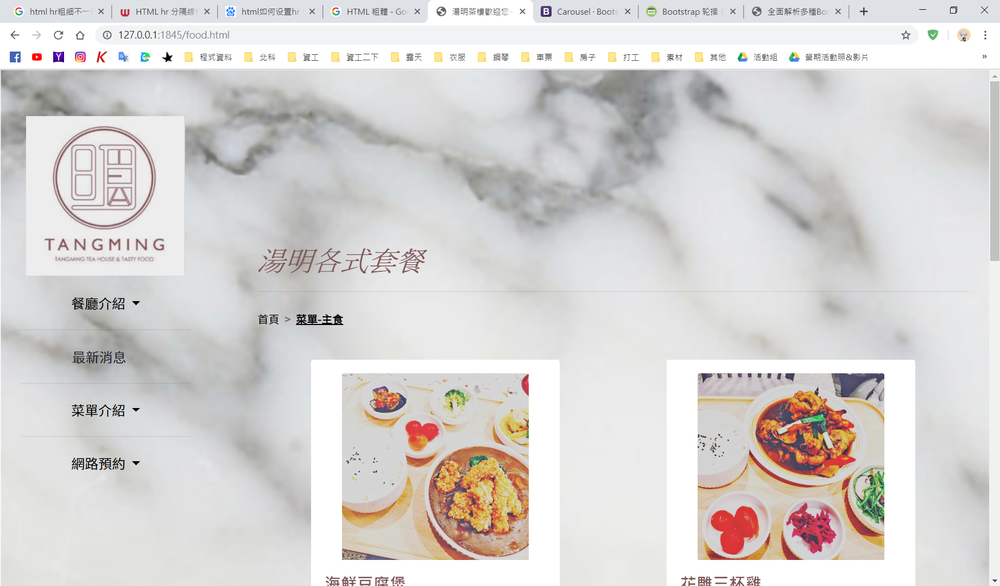 html hr粗細不一
HTML hr 分隔線
html如何设置hr
HTML 粗體 - Go
湯明茶樓歡迎您~
Carousel · Boots
Bootstrap 轮播 (
全面解析多種Boo
127.0.0.1:1845/food.html
程式資料
北科
資工
資工二下
露天
衣服
鋼琴
車票
房子
打工
素材
其他
活動組
營期活動照&影片
TANGMING
TANGMING TEA HOUSE & TASTY FOOD
餐廳介紹
最新消息
菜單介紹
網路預約
湯明各式套餐
首頁 > 菜單-主食
海鮮豆腐煲
花雕三杯雞